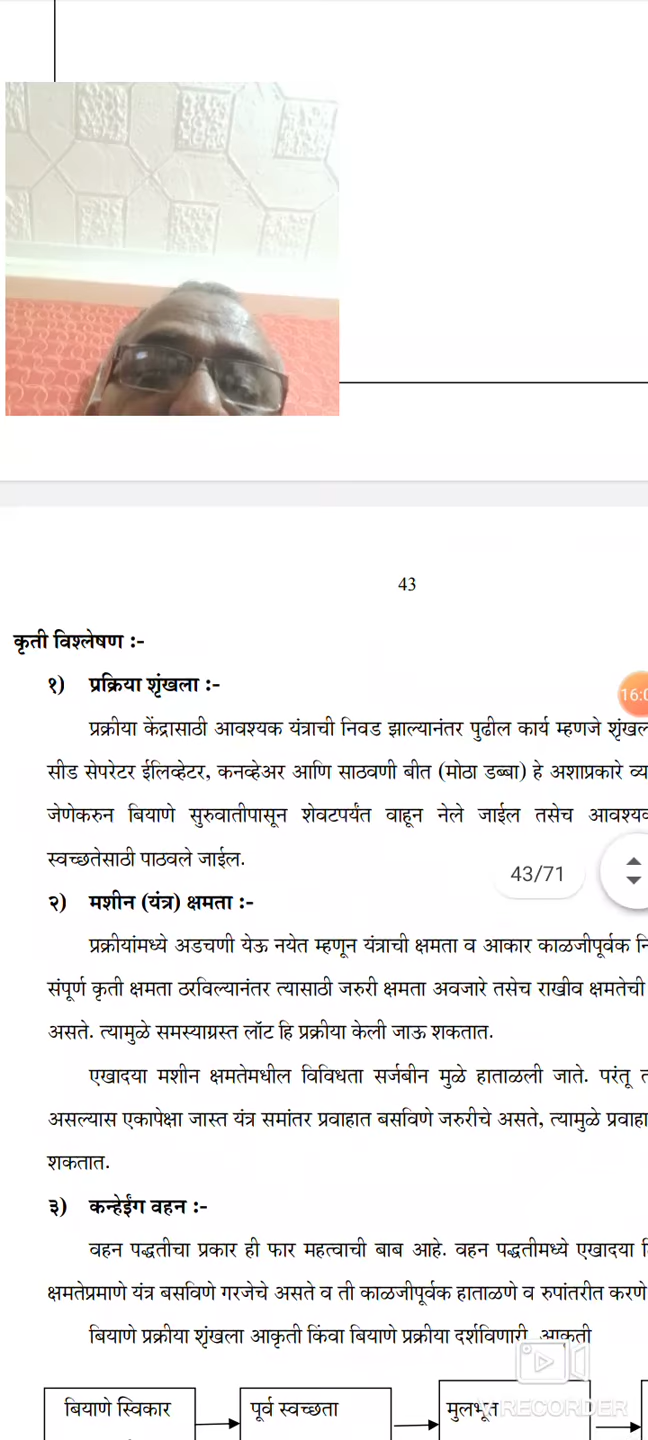 43
कृती विश्लेषण :-
१) प्रक्रिया शृंखला :-
प्रक्रीया केंद्रासाठी आवश्यक यंत्राची निवड झाल्यानंतर पुढील कार्य म्हणजे
सीड सेपरेटर ईलिव्हेटर, कनव्हेअर आणि साठवणी बीत (मोठा डब्बा) हे अशाप्रकारे
जेणेकरुन बियाणे सुरुवातीपासून शेवटपर्यंत वाहून नेले जाईल तसेच
स्वच्छतेसाठी पाठवले जाईल.
43/71
16:0
२) मशीन (यंत्र) क्षमता :-
प्रक्रीयांमध्ये अडचणी येऊ नयेत म्हणून यंत्राची क्षमता व आकार काळजीपूर्वक
संपूर्ण कृती क्षमता ठरविल्यानंतर त्यासाठी जरुरी क्षमता अवजारे तसेच राखीव क्षमतेची
असते. त्यामुळे समस्याग्रस्त लॉट हि प्रक्रीया केली जाऊ शकतात.
एखादया मशीन क्षमतेमधील विविधता सर्जबीन मुळे हाताळली जाते. परंतू
असल्यास एकापेक्षा जास्त यंत्र समांतर प्रवाहात बसविणे जरुरीचे असते, त्यामुळे
शकतात.
३) कन्हेईंग वहन :-
वहन पद्धतीचा प्रकार ही फार महत्वाची बाब आहे. वहन पद्धतीमध्ये एखादया
क्षमतेप्रमाणे यंत्र बसविणे गरजेचे असते व ती काळजीपूर्वक हाताळणे व रुपांतरीत करणे
बियाणे प्रक्रीया शृंखला आकृती किंवा बियाणे प्रक्रीया दर्शविणारी आकृती
बियाणे स्विकार
पूर्व स्वच्छता
मुलभूत
V RECORDER